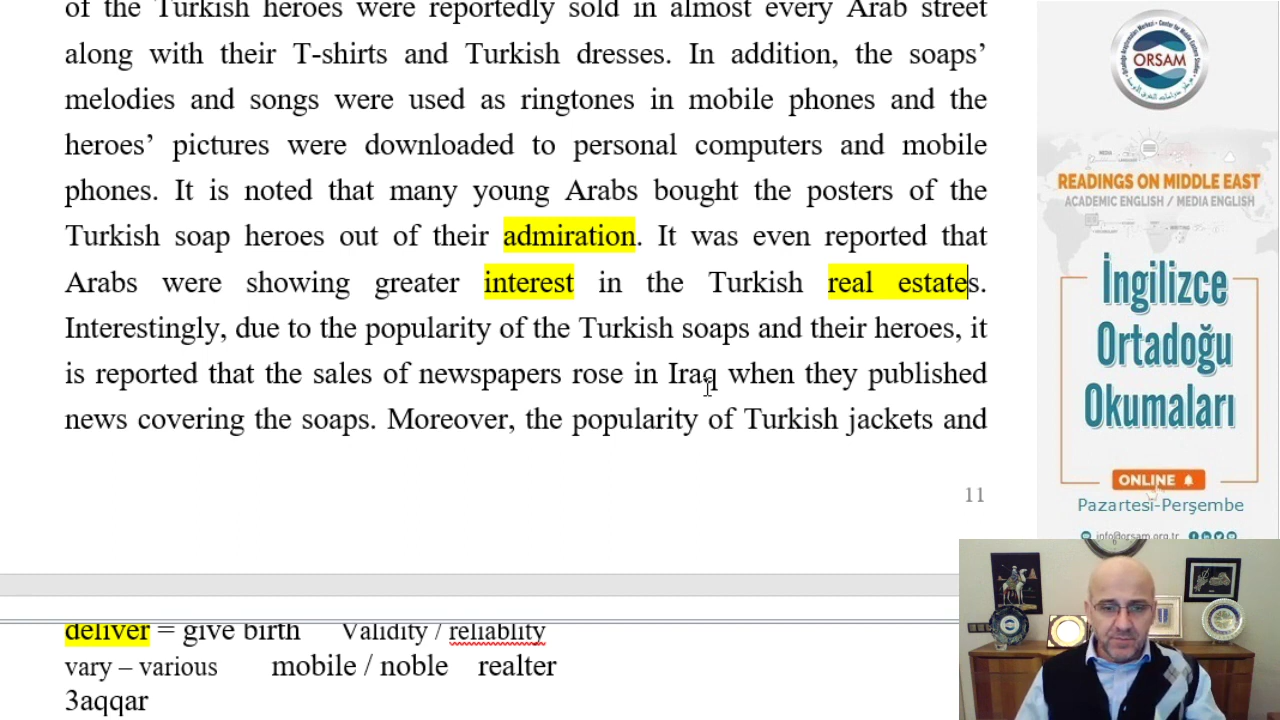 of the Turkish heroes were reportedly sold in almost every Arab street
along with their T-shirts and Turkish dresses. In addition, the soaps’
melodies and songs were used as ringtones in mobile phones and the
heroes’ pictures were downloaded to personal computers and mobile
phones. It is noted that many young Arabs bought the posters of the
Turkish soap heroes out of their admiration. It was even reported that
Arabs were showing greater interest in the Turkish real estates.
Interestingly, due to the popularity of the Turkish soaps and their heroes, it
is reported that the sales of newspapers rose in Iraq when they published
news covering the soaps. Moreover, the popularity of Turkish jackets and
11
deliver = give birth Validity / reliablity
vary – various mobile / noble realter
3aqqar
ORSAM
READINGS ON MIDDLE EAST
ACADEMIC ENGLISH / MEDIA ENGLISH
İngilizce
Ortadoğu
Okumaları
ONLINE
Pazartesi-Perşembe
info@orsam.org.tr